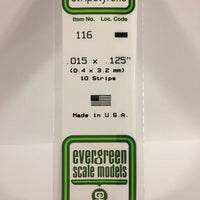 Item No. Loc. Code
116
.015 x .125"
(0.4 x 3.2 mm)
10 Strips
Made in U.S.A.
evergreen
scale models